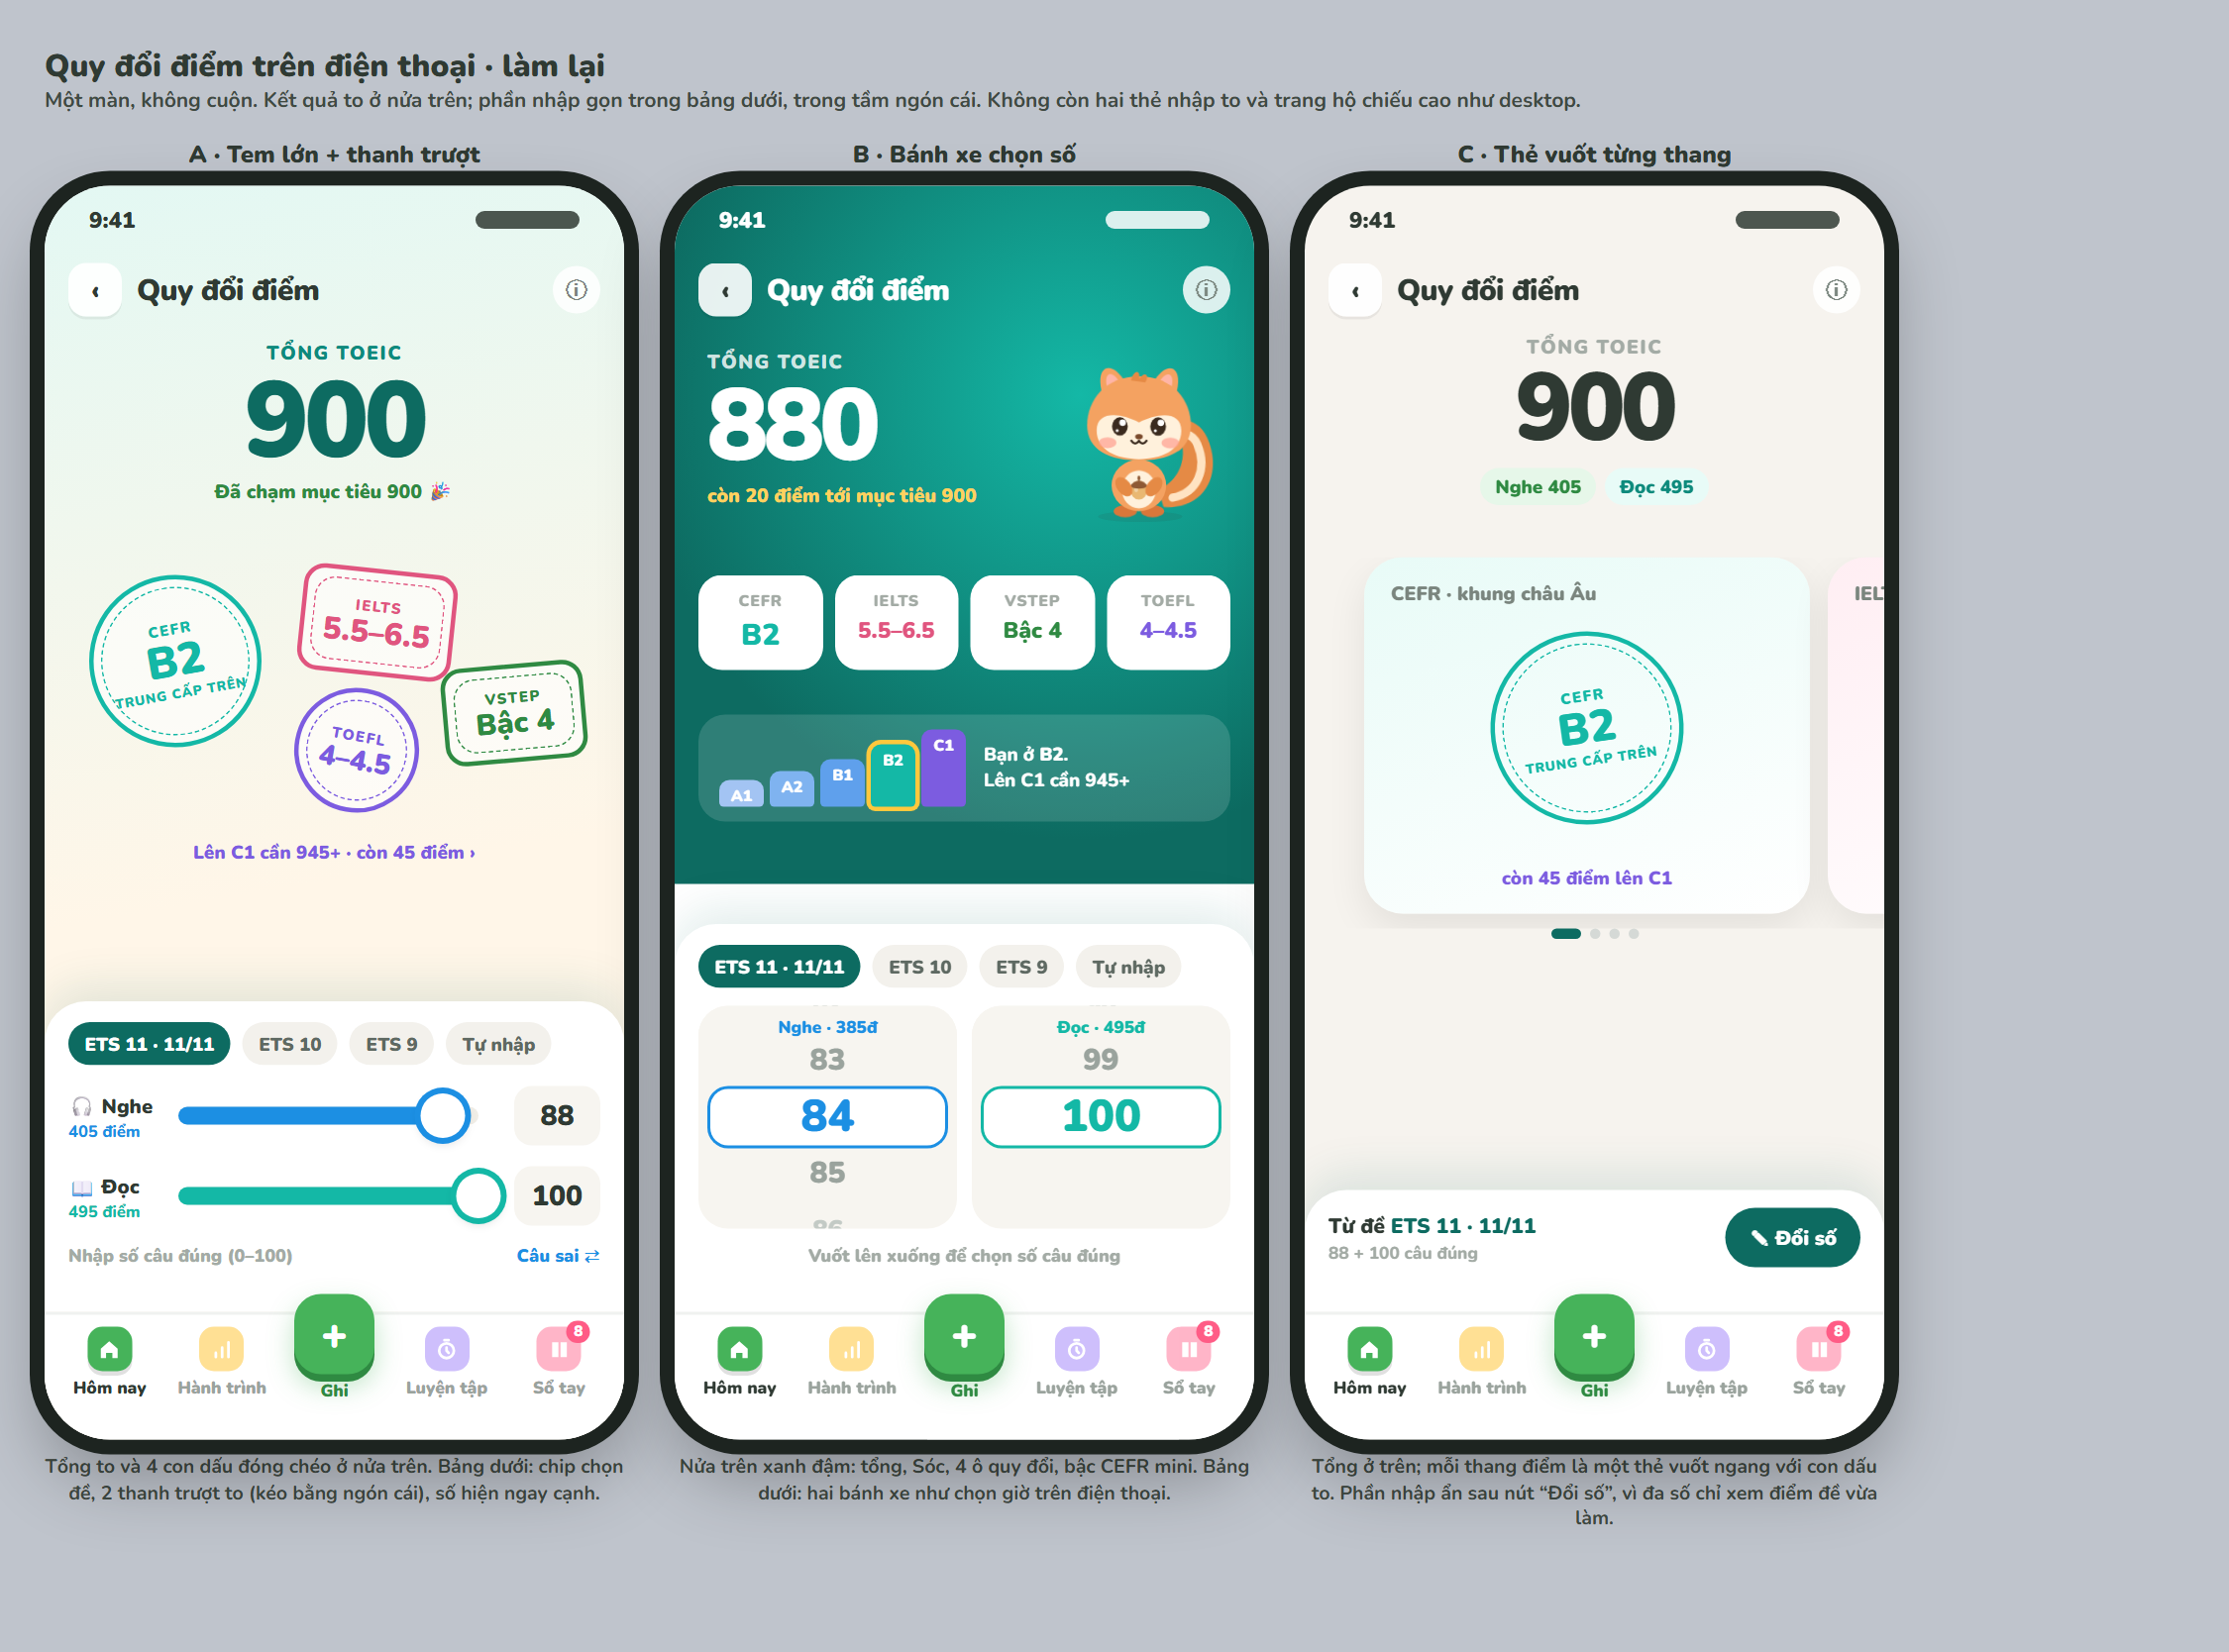 Quy đổi điểm trên điện thoại · làm lại
Một màn, không cuộn. Kết quả to ở nửa trên; phần nhập gọn trong bảng dưới, trong tầm ngón cái. Không còn hai thẻ nhập to và trang hộ chiếu cao như desktop.
A · Tem lớn + thanh trượt
9:41
‹ Quy đổi điểm ⓘ
TỔNG TOEIC
900
Đã chạm mục tiêu 900 🎉
CEFR
B2
TRUNG CẤP TRÊN
IELTS
5.5–6.5
VSTEP
Bậc 4
TOEFL
4–4.5
Lên C1 cần 945+ · còn 45 điểm ›
ETS 11 · 11/11 ETS 10 ETS 9 Tự nhập
🎧 Nghe
405 điểm
88
📖 Đọc
495 điểm
100
Nhập số câu đúng (0–100) Câu sai ⇄
8
Hôm nay Hành trình + Ghi Luyện tập Sổ tay
Tổng to và 4 con dấu đóng chéo ở nửa trên. Bảng dưới: chip chọn
đề, 2 thanh trượt to (kéo bằng ngón cái), số hiện ngay cạnh.
B · Bánh xe chọn số
9:41
‹ Quy đổi điểm ⓘ
TỔNG TOEIC
880
còn 20 điểm tới mục tiêu 900
CEFR
B2
IELTS
5.5–6.5
VSTEP
Bậc 4
TOEFL
4–4.5
A1 A2 B1 B2 C1
Bạn ở B2.
Lên C1 cần 945+
ETS 11 · 11/11 ETS 10 ETS 9 Tự nhập
Nghe · 385đ
83
84
85
86
Đọc · 495đ
99
100
Vuốt lên xuống để chọn số câu đúng
8
Hôm nay Hành trình + Ghi Luyện tập Sổ tay
Nửa trên xanh đậm: tổng, Sóc, 4 ô quy đổi, bậc CEFR mini. Bảng
dưới: hai bánh xe như chọn giờ trên điện thoại.
C · Thẻ vuốt từng thang
9:41
‹ Quy đổi điểm ⓘ
TỔNG TOEIC
900
Nghe 405 Đọc 495
CEFR · khung châu Âu
CEFR
B2
TRUNG CẤP TRÊN
còn 45 điểm lên C1
IEL
Từ đề ETS 11 · 11/11
88 + 100 câu đúng
✎ Đổi số
8
Hôm nay Hành trình + Ghi Luyện tập Sổ tay
Tổng ở trên; mỗi thang điểm là một thẻ vuốt ngang với con dấu
to. Phần nhập ẩn sau nút “Đổi số”, vì đa số chỉ xem điểm đề vừa
làm.